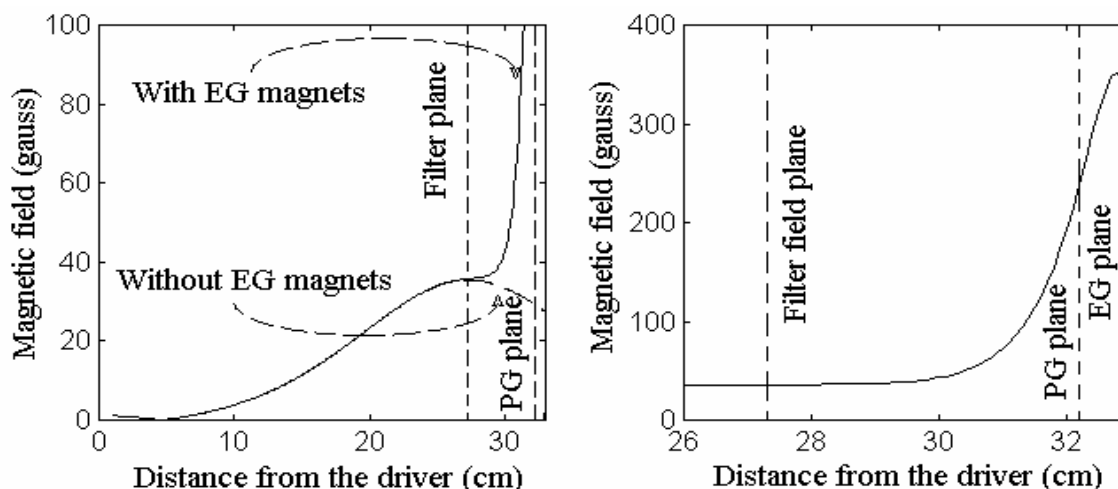 Magnetic field (gauss)
100
80
60
40
20
0
With EG magnets
Without EG magnets
Filter plane
PG plane
0
10
20
30
Distance from the driver (cm)
Magnetic field (gauss)
400
300
200
100
0
Filter field plane
PG plane
EG plane
26
28
30
32
Distance from the driver (cm)